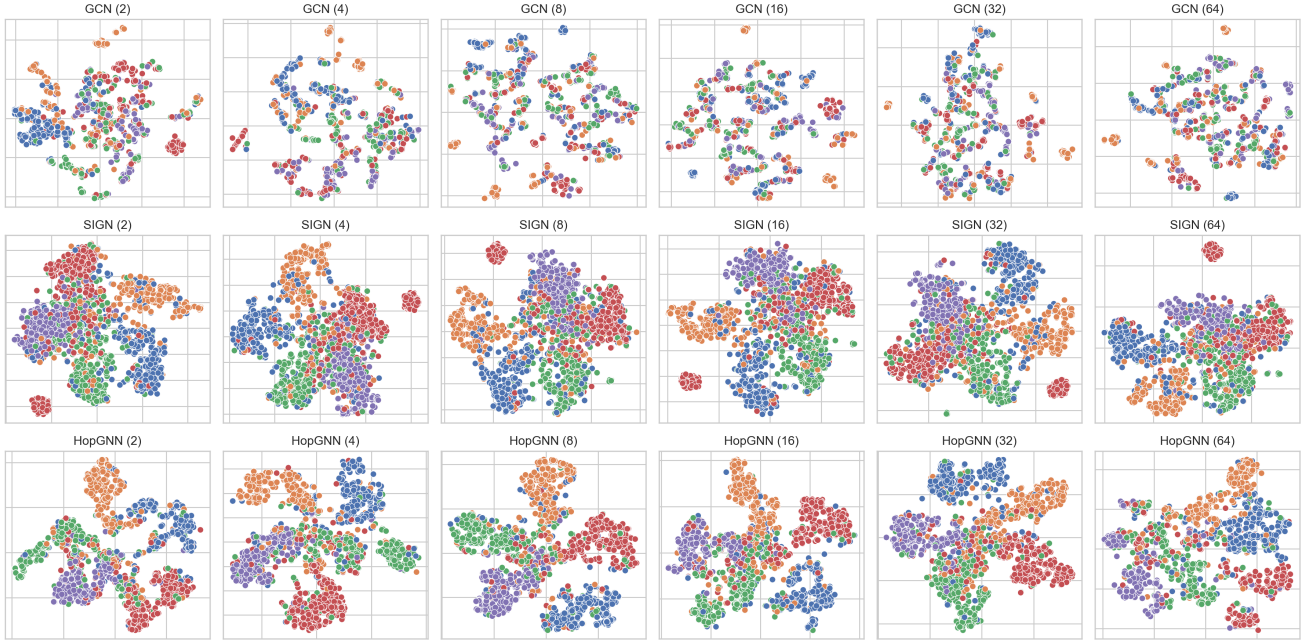 GCN (2) GCN (4) GCN (8) GCN (16) GCN (32) GCN (64)
SIGN (2) SIGN (4) SIGN (8) SIGN (16) SIGN (32) SIGN (64)
HopGNN (2) HopGNN (4) HopGNN (8) HopGNN (16) HopGNN (32) HopGNN (64)